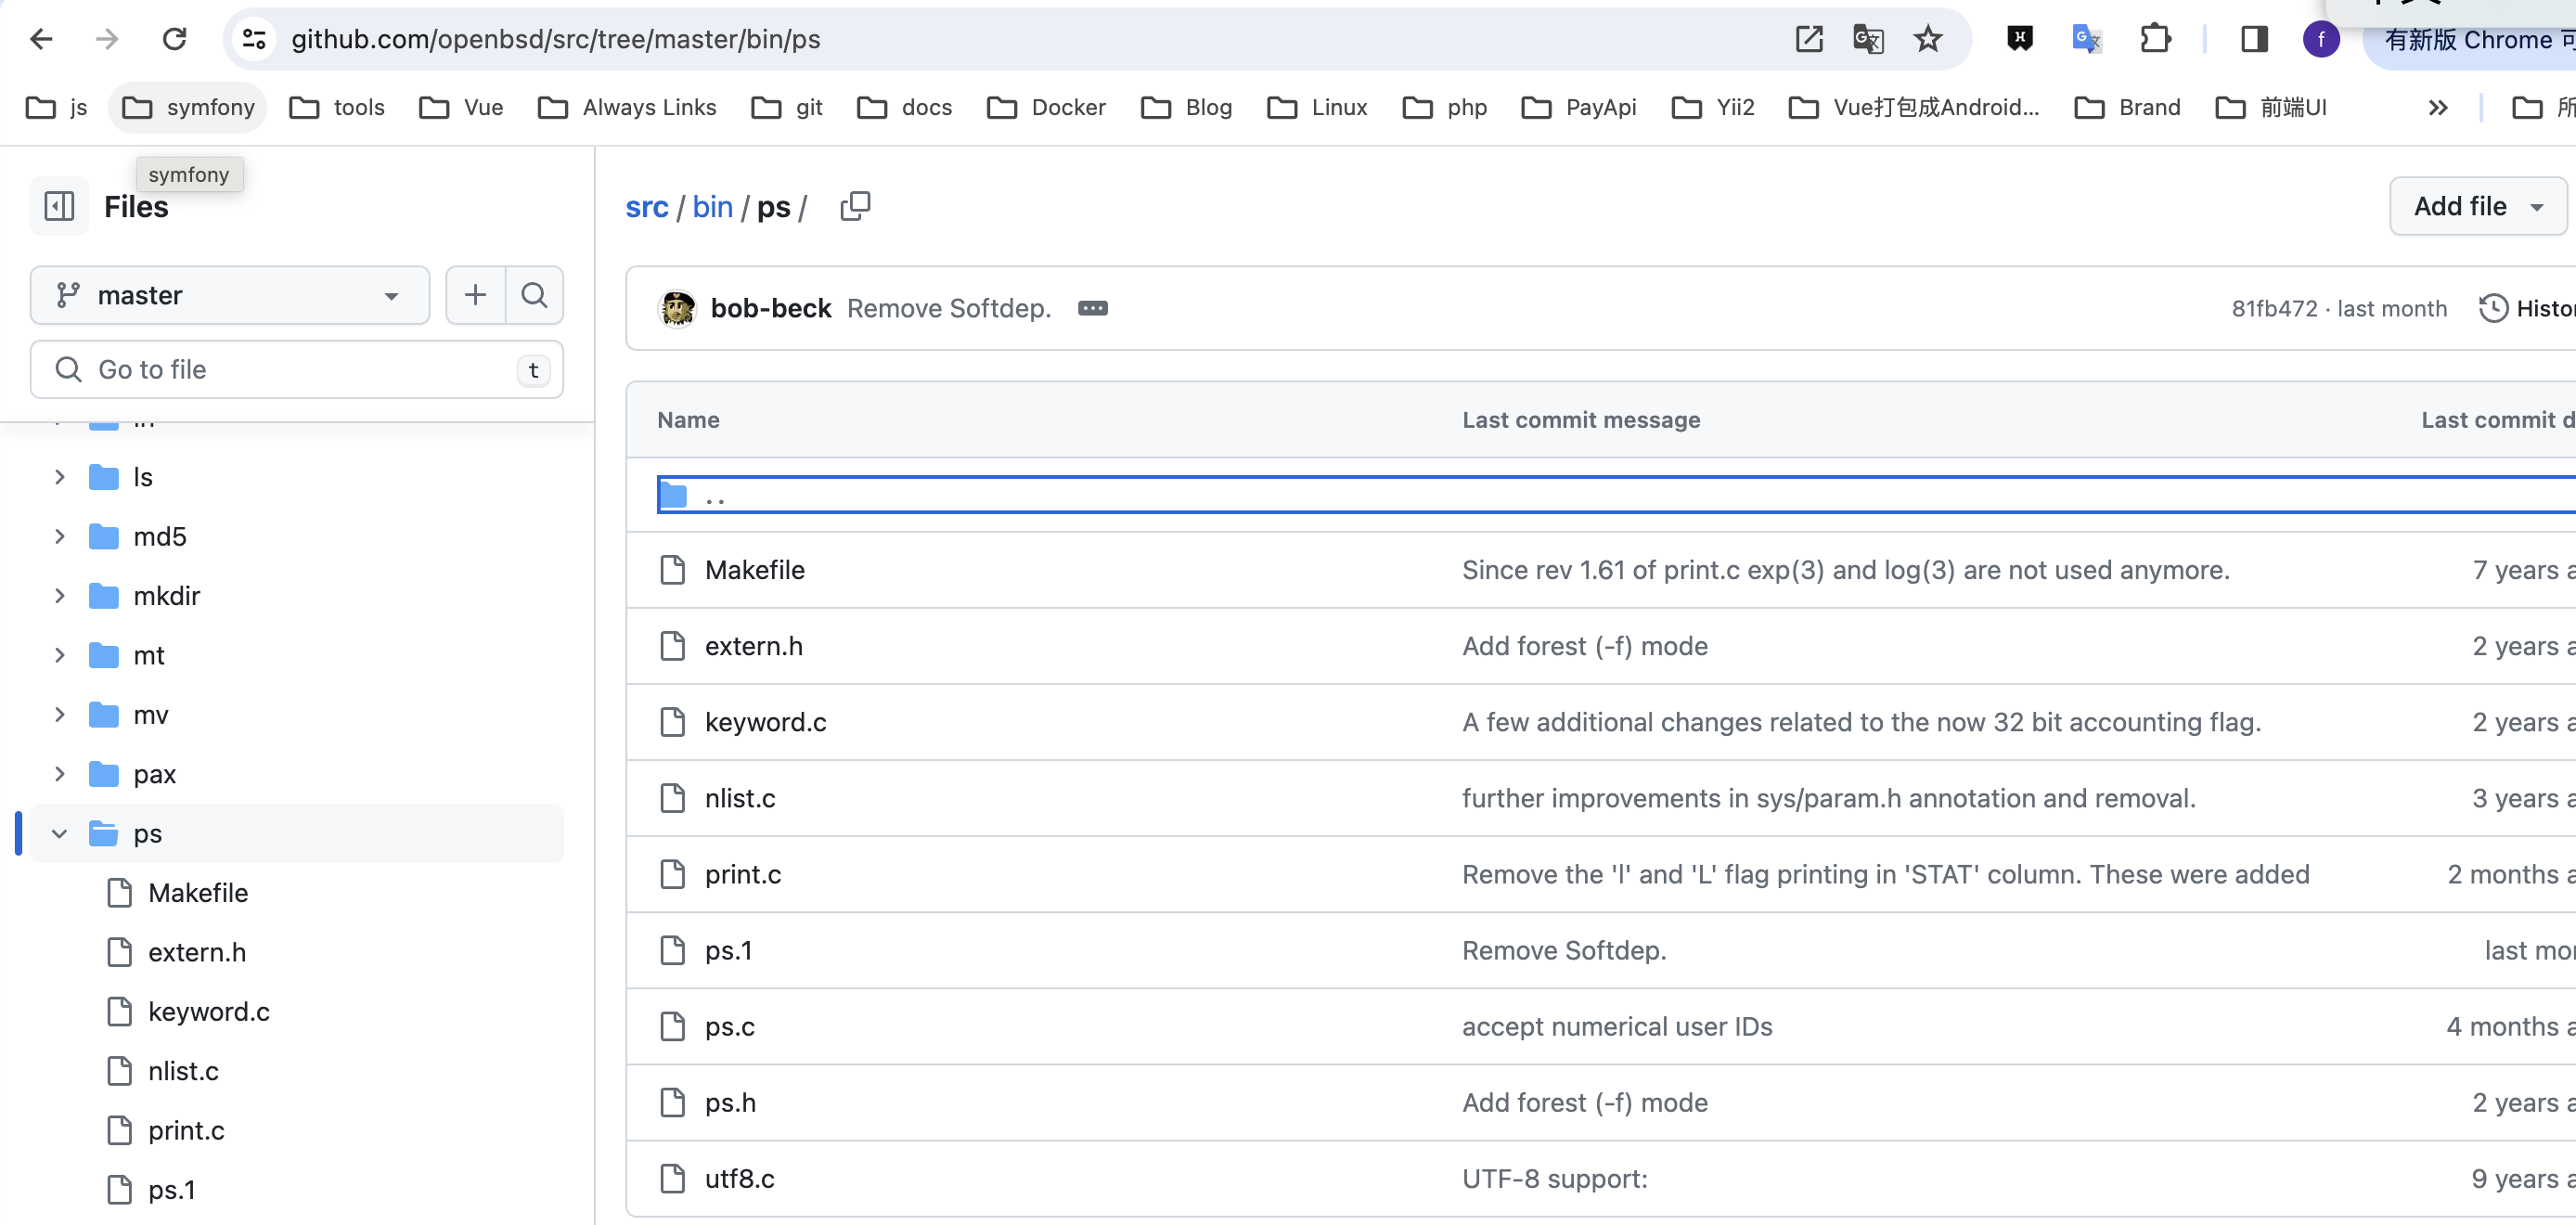 github.com/openbsd/src/tree/master/bin/ps
f
有新版 Chrome 可
js symfony tools Vue Always Links git docs Docker Blog Linux php PayApi Yii2 Vue打包成Android... Brand 前端UI
symfony
Files
src / bin / ps /
Add file
master
bob-beck Remove Softdep.
81fb472 · last month
Go to file t
Name Last commit message Last commit
..
ls
md5
mkdir
mt
mv
pax
ps
Makefile
extern.h
keyword.c
nlist.c
print.c
ps.1
Makefile Since rev 1.61 of print.c exp(3) and log(3) are not used anymore. 7 years
extern.h Add forest (-f) mode 2 years
keyword.c A few additional changes related to the now 32 bit accounting flag. 2 years
nlist.c further improvements in sys/param.h annotation and removal. 3 years
print.c Remove the 'l' and 'L' flag printing in 'STAT' column. These were added 2 months
ps.1 Remove Softdep. last
ps.c accept numerical user IDs 4 months
ps.h Add forest (-f) mode 2 years
utf8.c UTF-8 support: 9 years